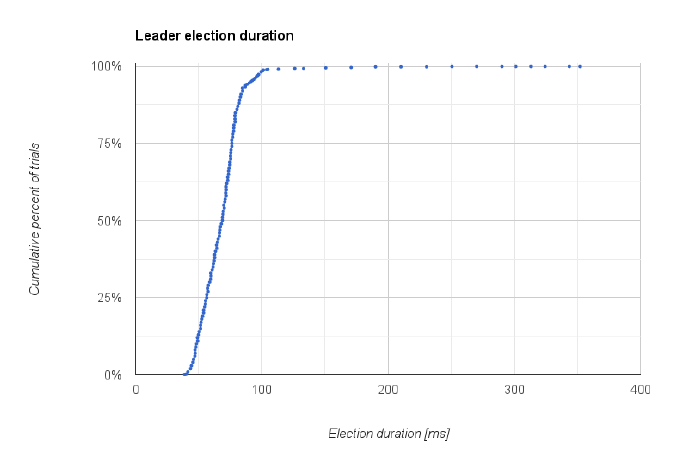 Leader election duration
100%
75%
50%
25%
0%
0 100 200 300 400
Cumulative percent of trials
Election duration [ms]